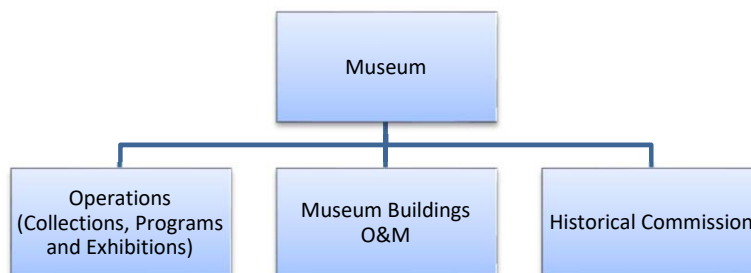 Museum
Operations
(Collections, Programs
and Exhibitions)
Museum Buildings
O&M
Historical Commission